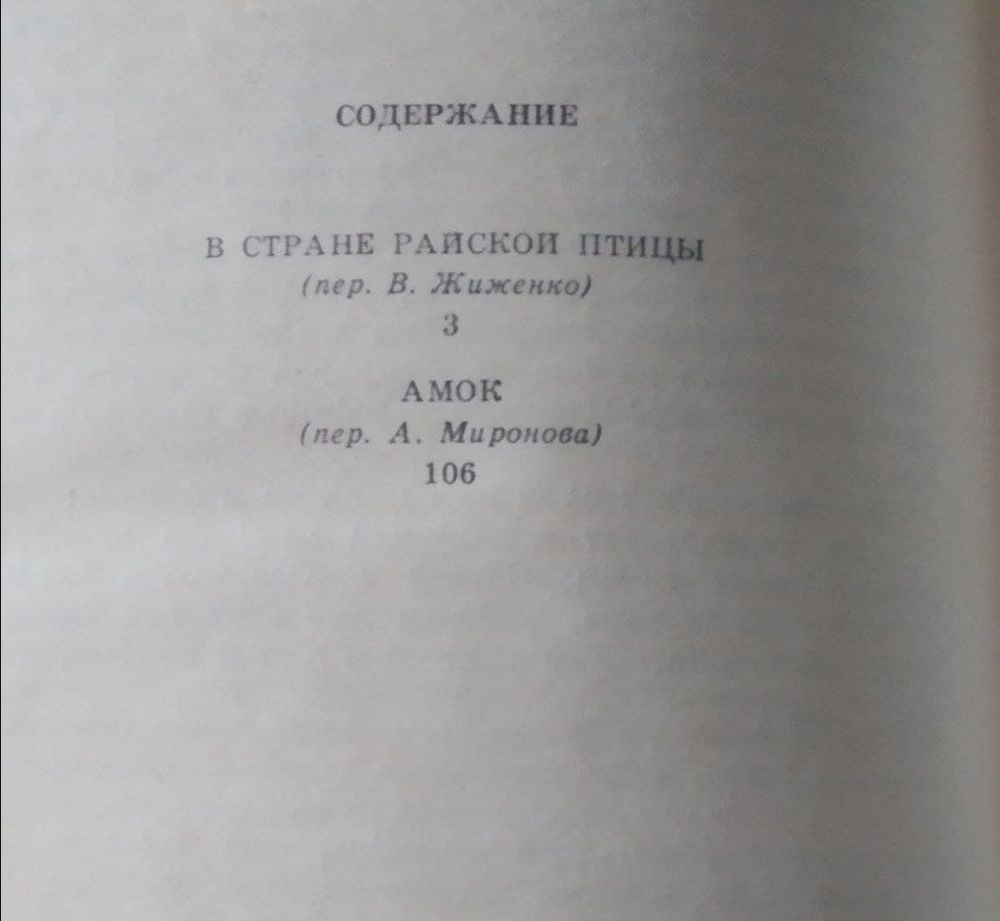 СОДЕРЖАНИЕ
В СТРАНЕ РАЙСКОЙ ПТИЦЫ
(пер. В. Жиженко)
3
АМОК
(пер. А. Миронова)
106